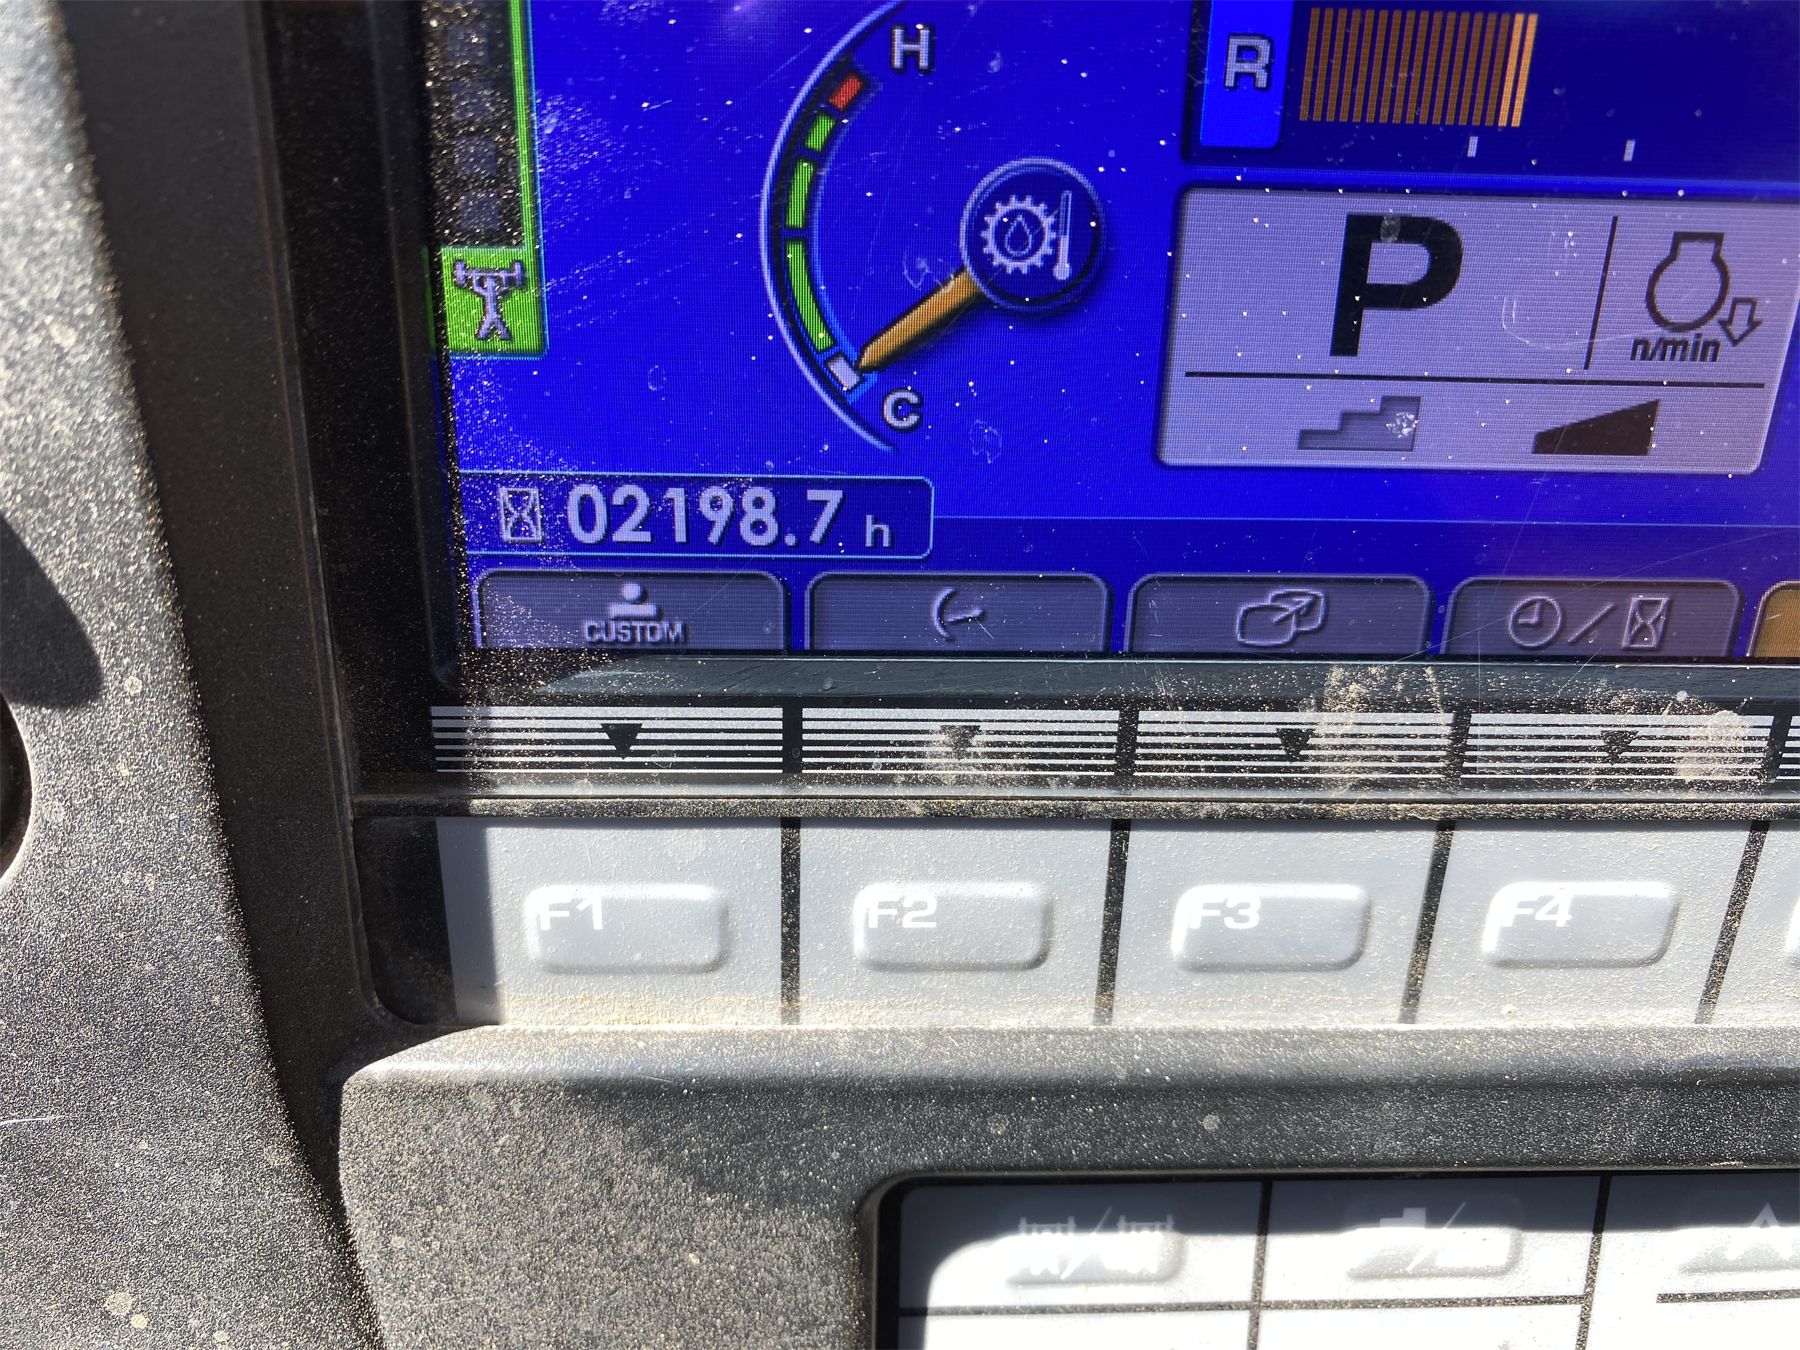 H
R
P
n/min
C
02198.7 h
CUSTOM
F1 F2 F3 F4